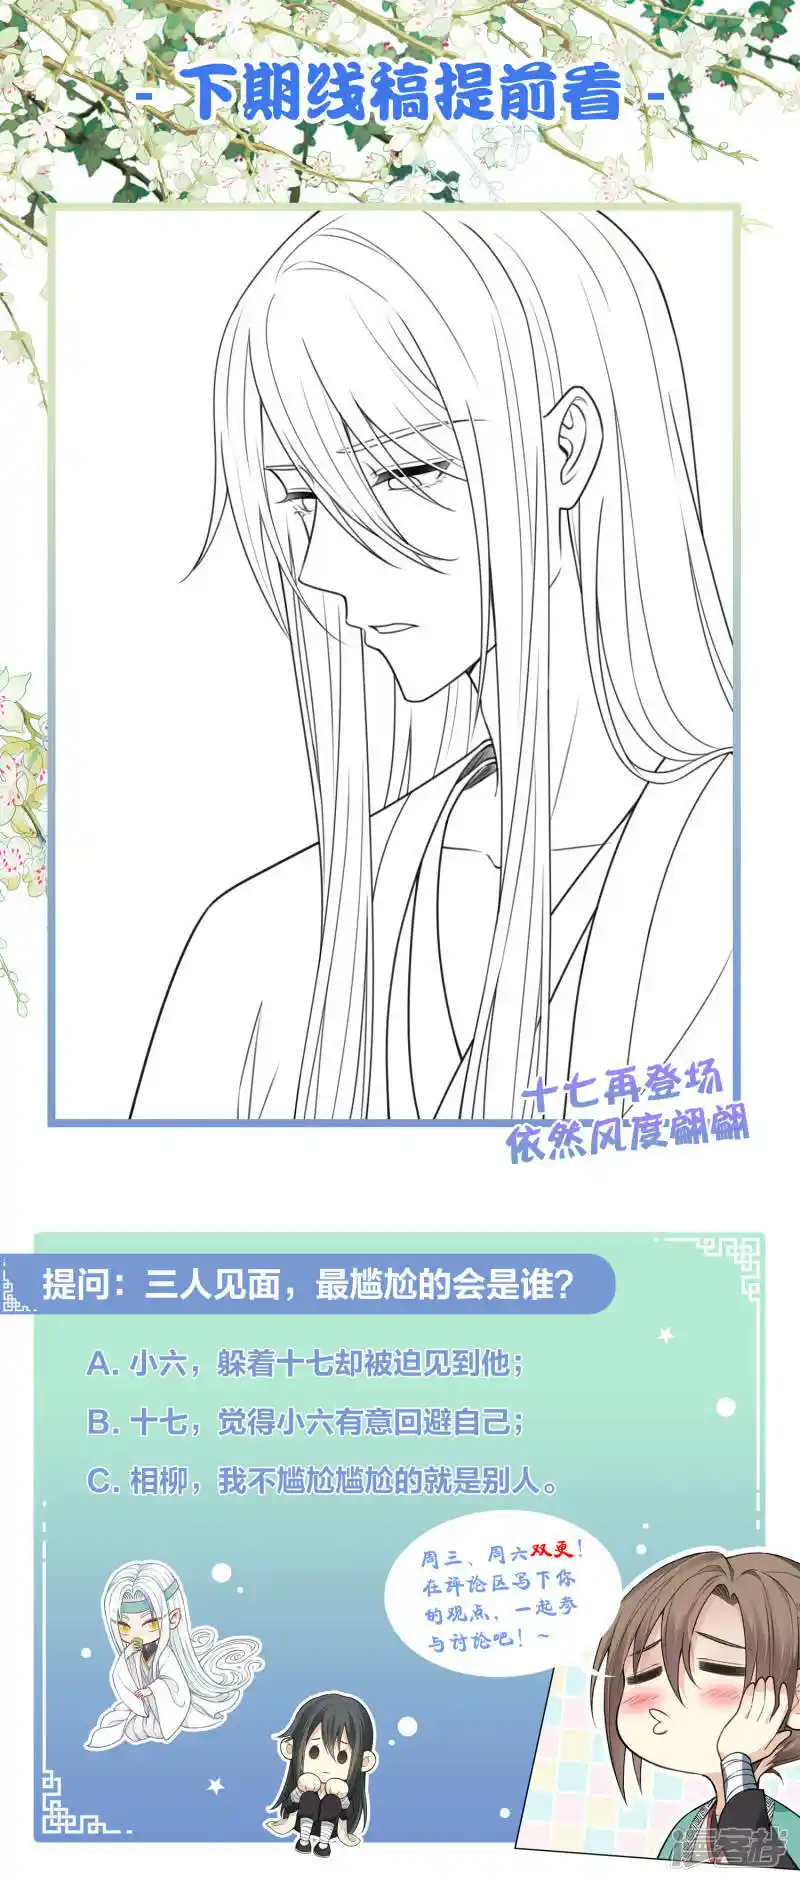 - 下期线稿提前看 -
十七再登场
依然风度翩翩
提问：三人见面，最尴尬的会是谁？
A. 小六，躲着十七却被迫见到他；
B. 十七，觉得小六有意回避自己；
C. 相柳，我不尴尬尴尬的就是别人。
周三、周六双更！
在评论区写下你
的观点，一起参
与讨论吧！~
漫客栈